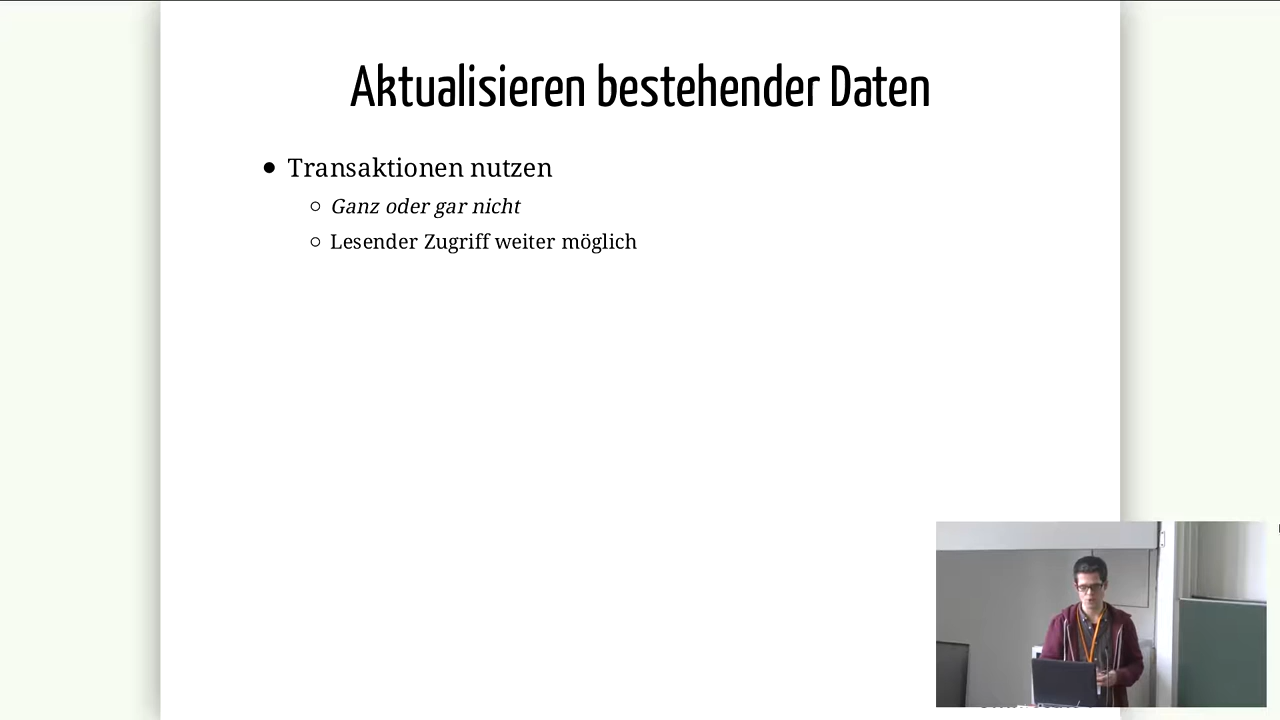 Aktualisieren bestehender Daten
Transaktionen nutzen
Ganz oder gar nicht
Lesender Zugriff weiter möglich